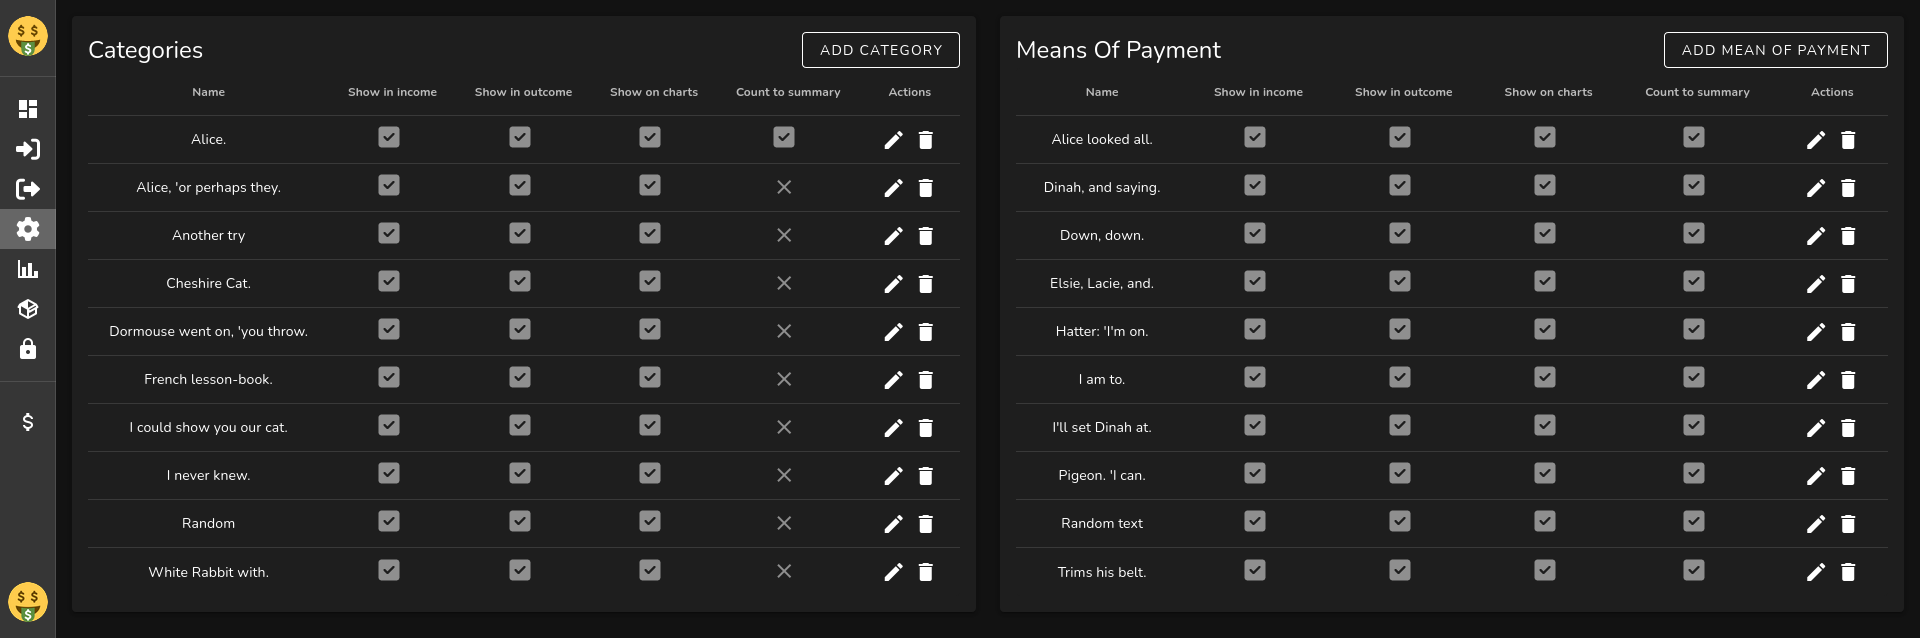 Categories
ADD CATEGORY
Name Show in income Show in outcome Show on charts Count to summary Actions
Alice.
Alice, 'or perhaps they.
Another try
Cheshire Cat.
Dormouse went on, 'you throw.
French lesson-book.
I could show you our cat.
I never knew.
Random
White Rabbit with.
Means Of Payment
ADD MEAN OF PAYMENT
Name Show in income Show in outcome Show on charts Count to summary Actions
Alice looked all.
Dinah, and saying.
Down, down.
Elsie, Lacie, and.
Hatter: 'I'm on.
I am to.
I'll set Dinah at.
Pigeon. 'I can.
Random text
Trims his belt.